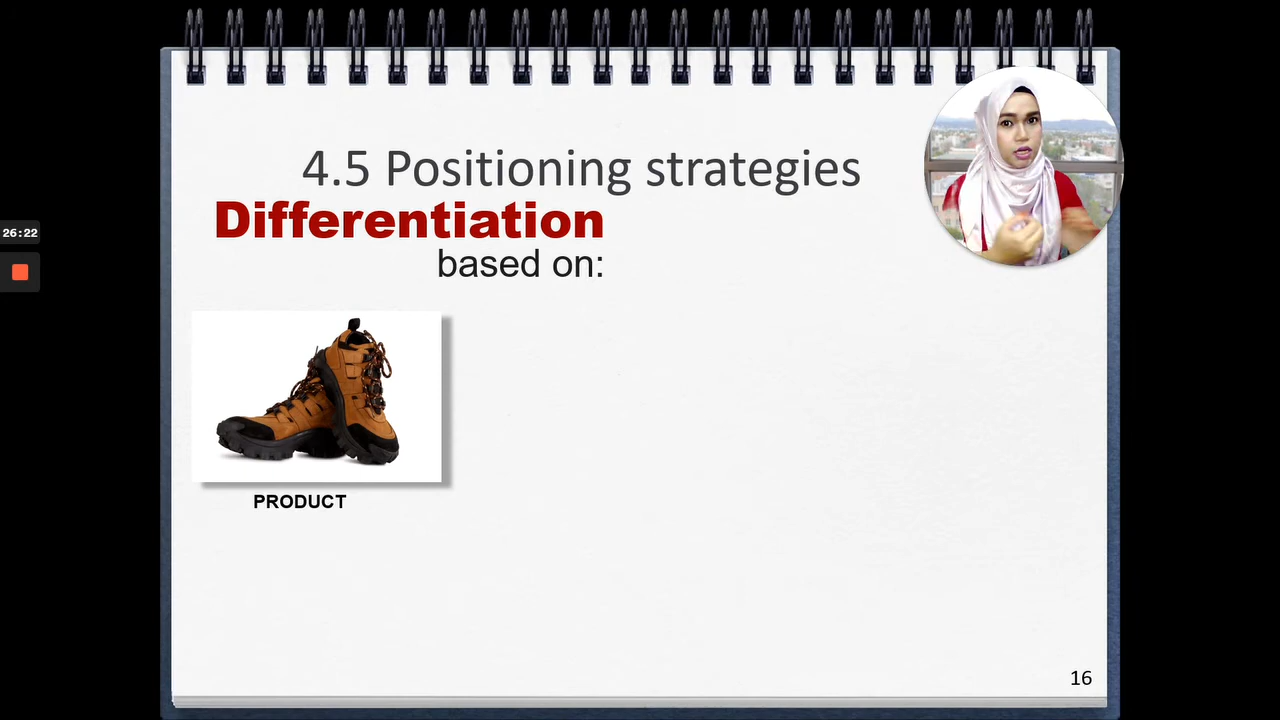 4.5 Positioning strategies
Differentiation
based on:
26:22
PRODUCT
16